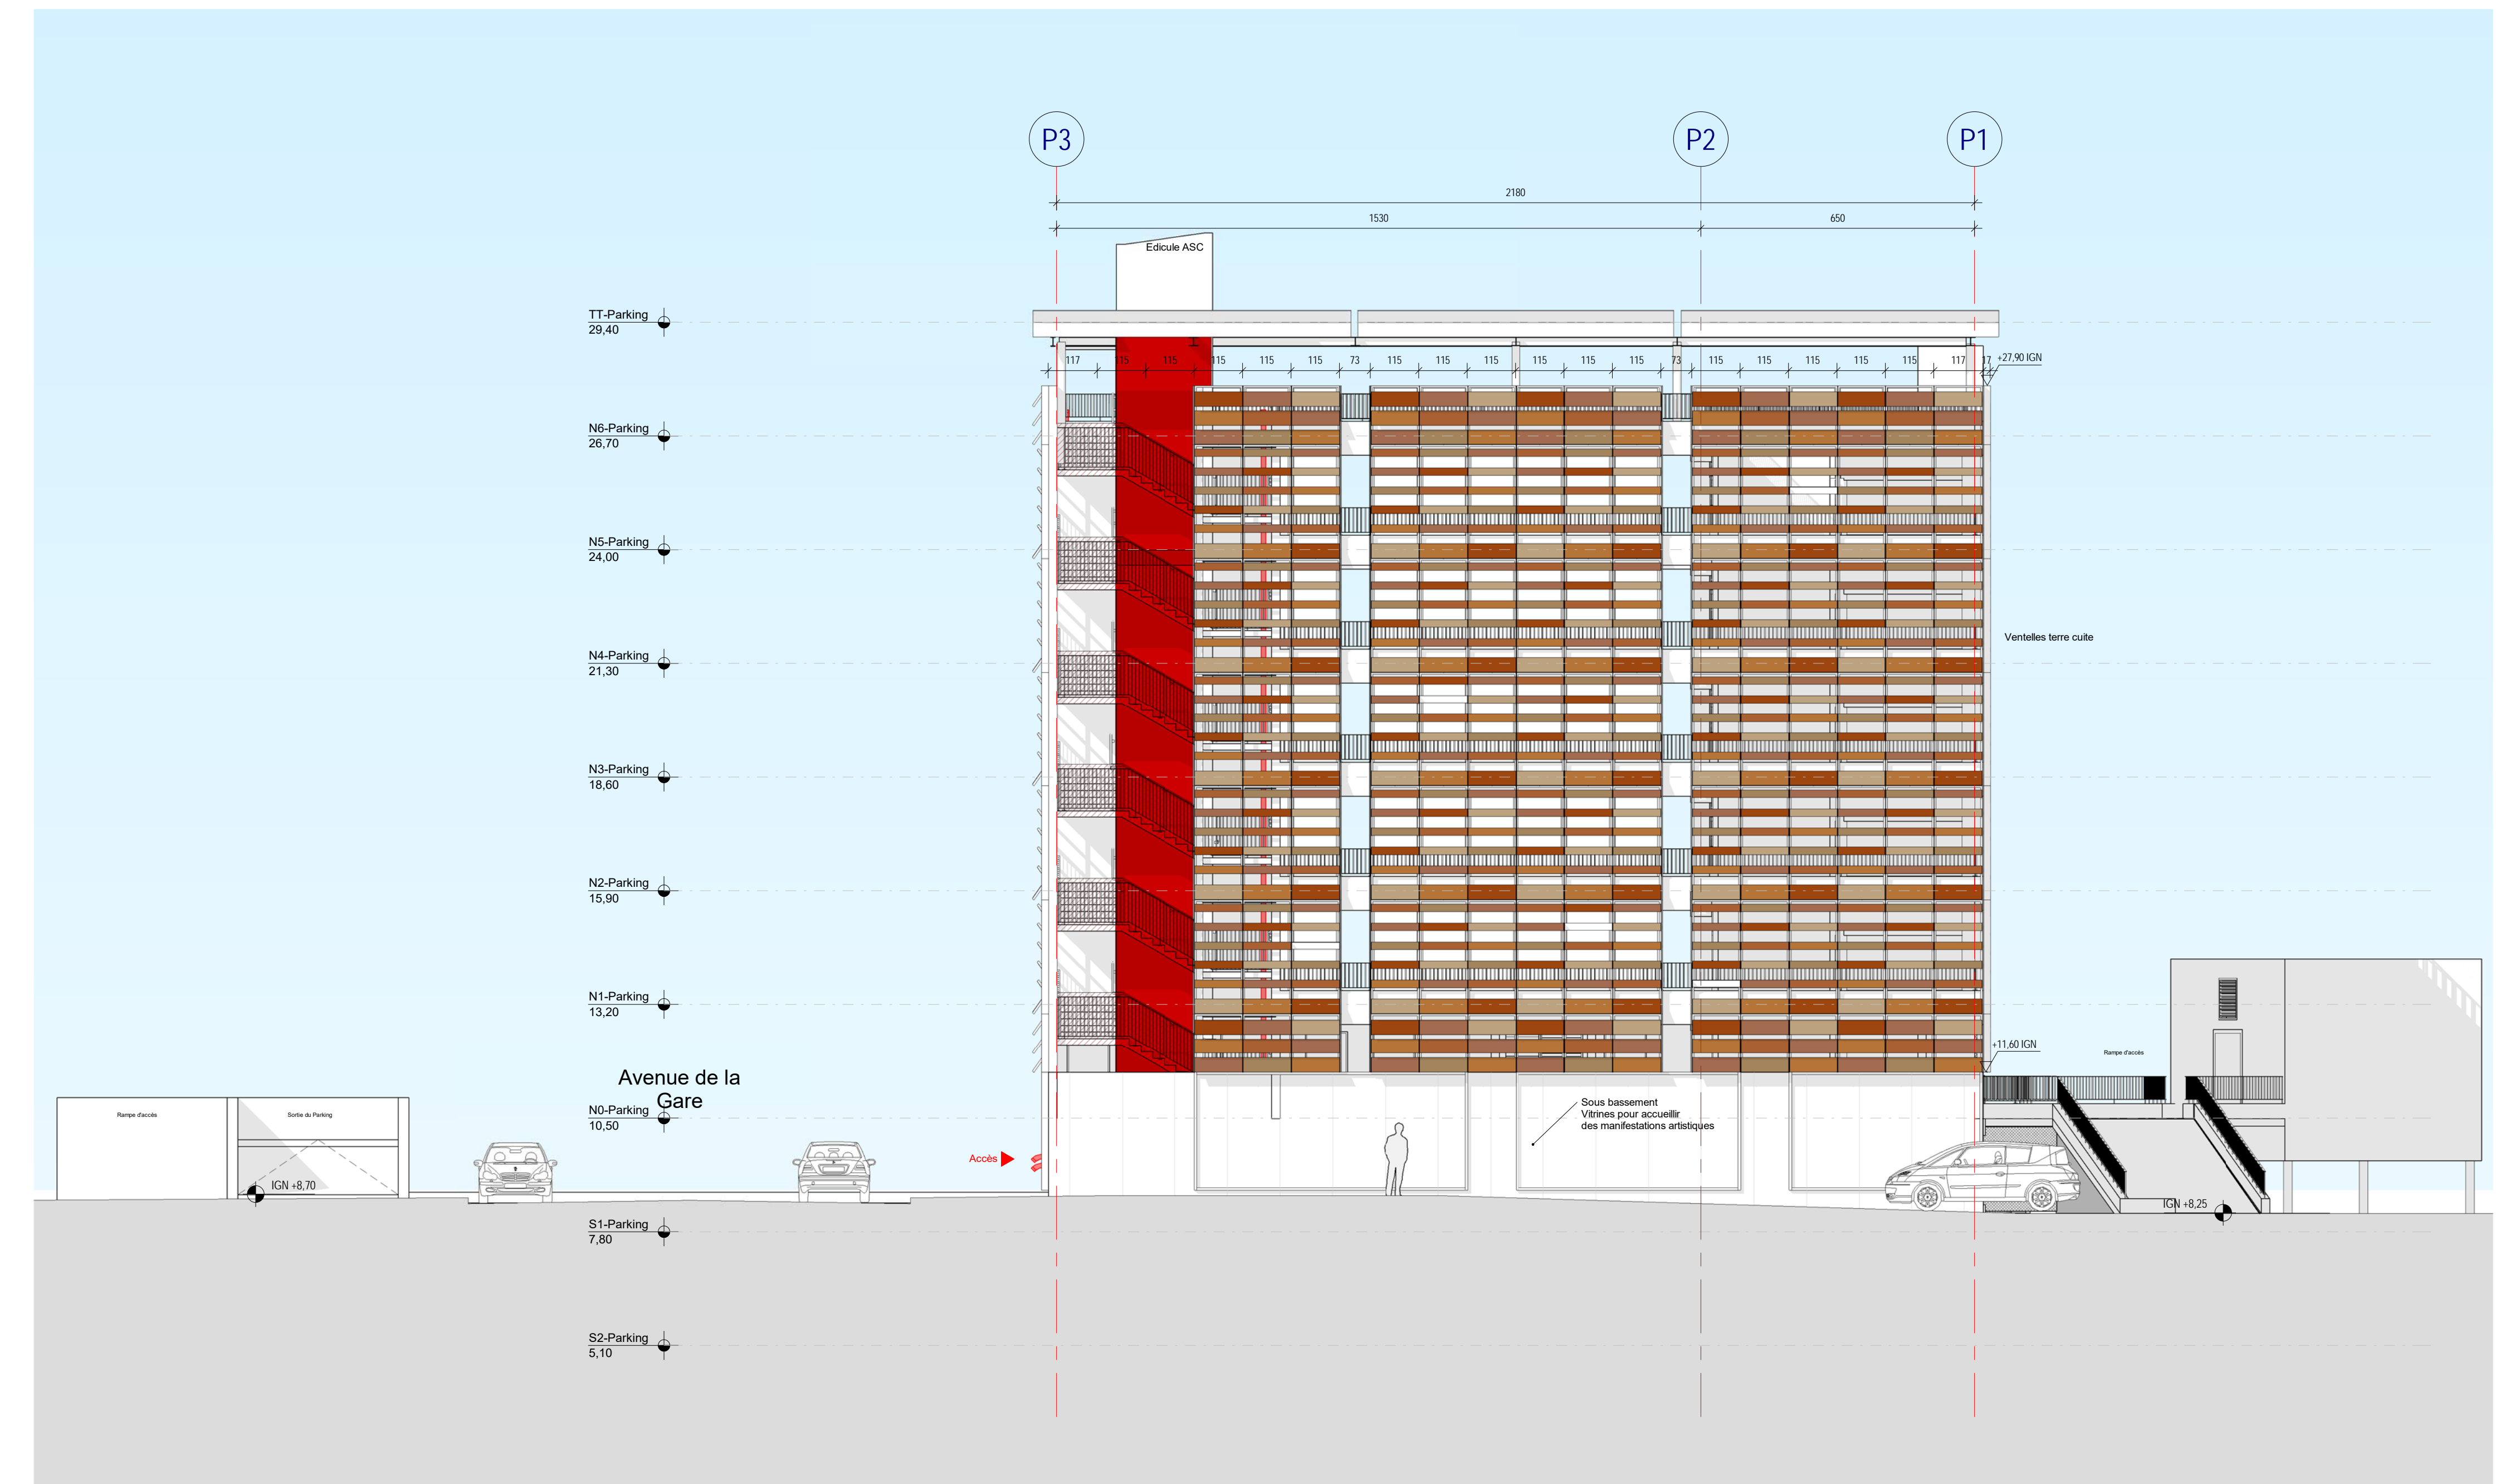 P3 P2 P1
2180
1530 650
Edicule ASC
TT-Parking
29,40
117 115 115 115 115 115 73 115 115 115 115 115 115 73 115 115 115 115 115 117 17
+27,90 IGN
N6-Parking
26,70
N5-Parking
24,00
Ventelles terre cuite
N4-Parking
21,30
N3-Parking
18,60
N2-Parking
15,90
N1-Parking
13,20
+11,60 IGN
Rampe d'accès
Avenue de la
Gare
N0-Parking
10,50
Rampe d'accès
Sortie du Parking
Sous bassement
Vitrines pour accueillir
des manifestations artistiques
Accès
IGN +8,70
IGN +8,25
S1-Parking
7,80
S2-Parking
5,10